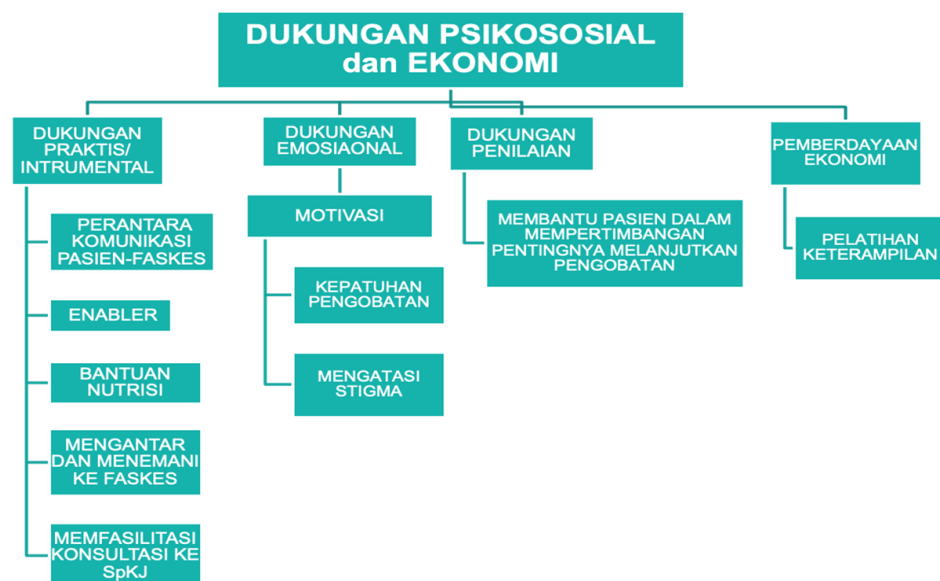 DUKUNGAN PSIKOSOSIAL
dan EKONOMI
DUKUNGAN
PRAKTIS/
INTRUMENTAL
PERANTARA
KOMUNIKASI
PASIEN-FASKES
ENABLER
BANTUAN
NUTRISI
MENGANTAR
DAN MENEMANI
KE FASKES
MEMFASILITASI
KONSULTASI KE
SpKJ
DUKUNGAN
EMOSIAONAL
MOTIVASI
KEPATUHAN
PENGOBATAN
MENGATASI
STIGMA
DUKUNGAN
PENILAIAN
MEMBANTU PASIEN DALAM
MEMPERTIMBANGAN
PENTINGNYA MELANJUTKAN
PENGOBATAN
PEMBERDAYAAN
EKONOMI
PELATIHAN
KETERAMPILAN